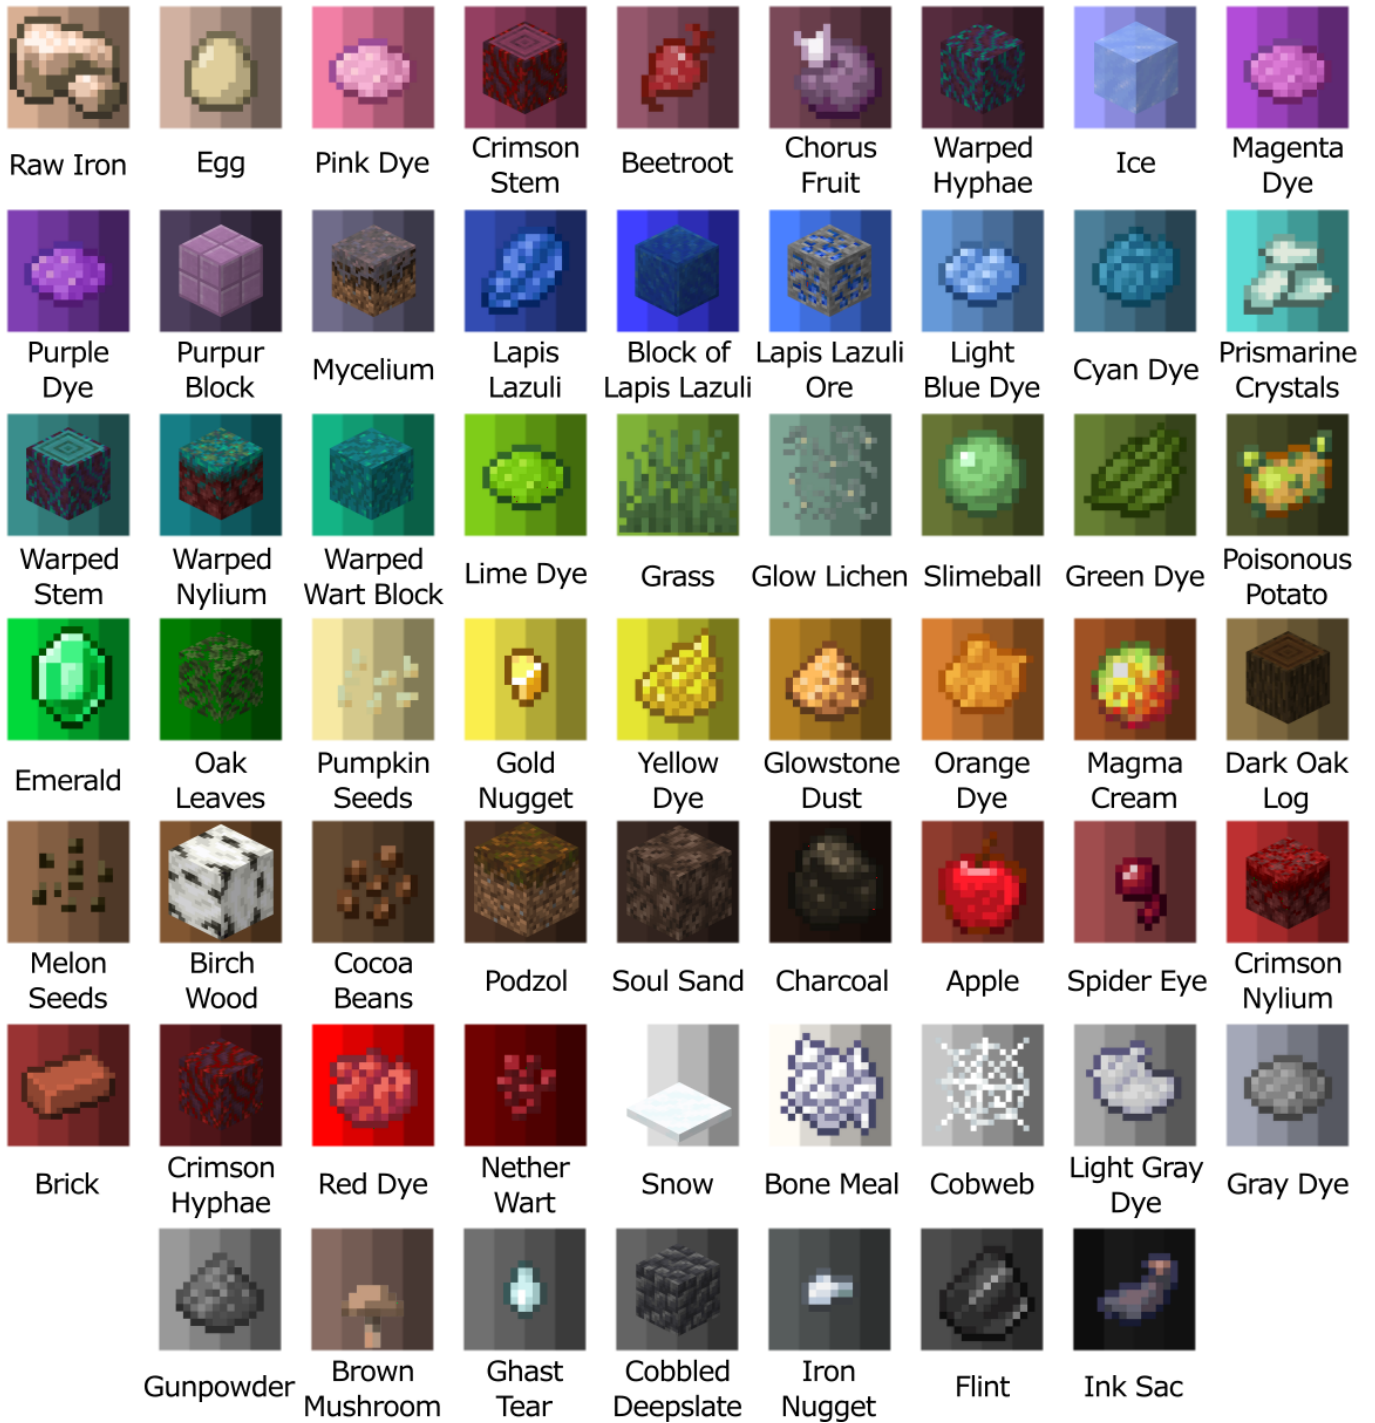 Raw Iron
Egg
Pink Dye
Crimson
Stem
Beetroot
Chorus
Fruit
Warped
Hyphae
Ice
Magenta
Dye
Purple
Dye
Purpur
Block
Mycelium
Lapis
Lazuli
Block of
Lapis Lazuli
Lapis Lazuli
Ore
Light
Blue Dye
Cyan Dye
Prismarine
Crystals
Warped
Stem
Warped
Nylium
Warped
Wart Block
Lime Dye
Grass
Glow Lichen
Slimeball
Green Dye
Poisonous
Potato
Emerald
Oak
Leaves
Pumpkin
Seeds
Gold
Nugget
Yellow
Dye
Glowstone
Dust
Orange
Dye
Magma
Cream
Dark Oak
Log
Melon
Seeds
Birch
Wood
Cocoa
Beans
Podzol
Soul Sand
Charcoal
Apple
Spider Eye
Crimson
Nylium
Brick
Crimson
Hyphae
Red Dye
Nether
Wart
Snow
Bone Meal
Cobweb
Light Gray
Dye
Gray Dye
Gunpowder
Brown
Mushroom
Ghast
Tear
Cobbled
Deepslate
Iron
Nugget
Flint
Ink Sac